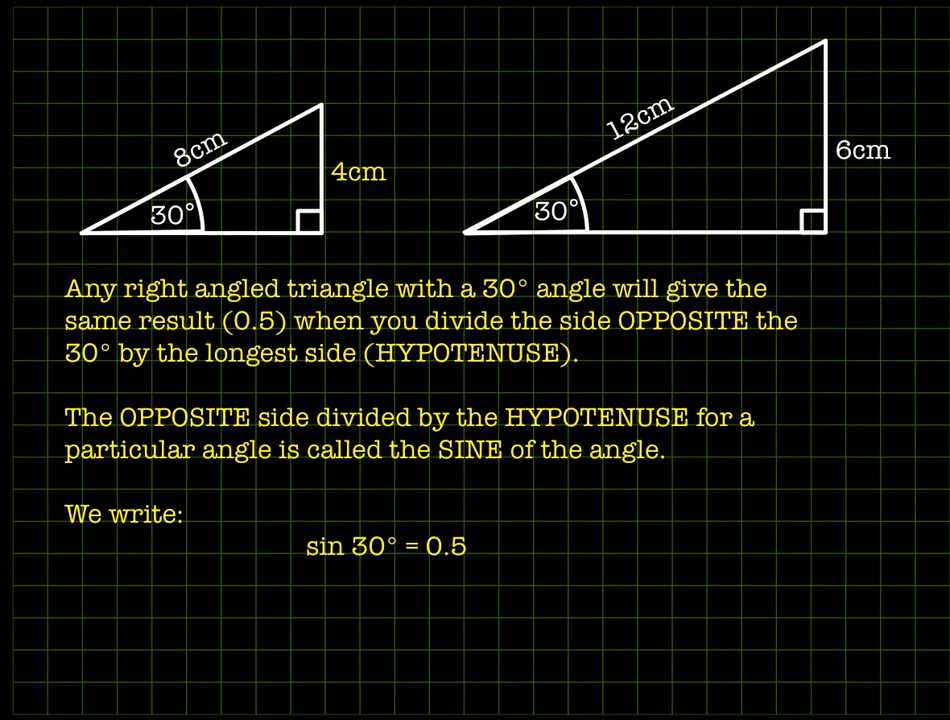 8cm
30°
4cm
12cm
30°
6cm
Any right angled triangle with a 30° angle will give the
same result (0.5) when you divide the side OPPOSITE the
30° by the longest side (HYPOTENUSE).
The OPPOSITE side divided by the HYPOTENUSE for a
particular angle is called the SINE of the angle.
We write:
sin 30° = 0.5